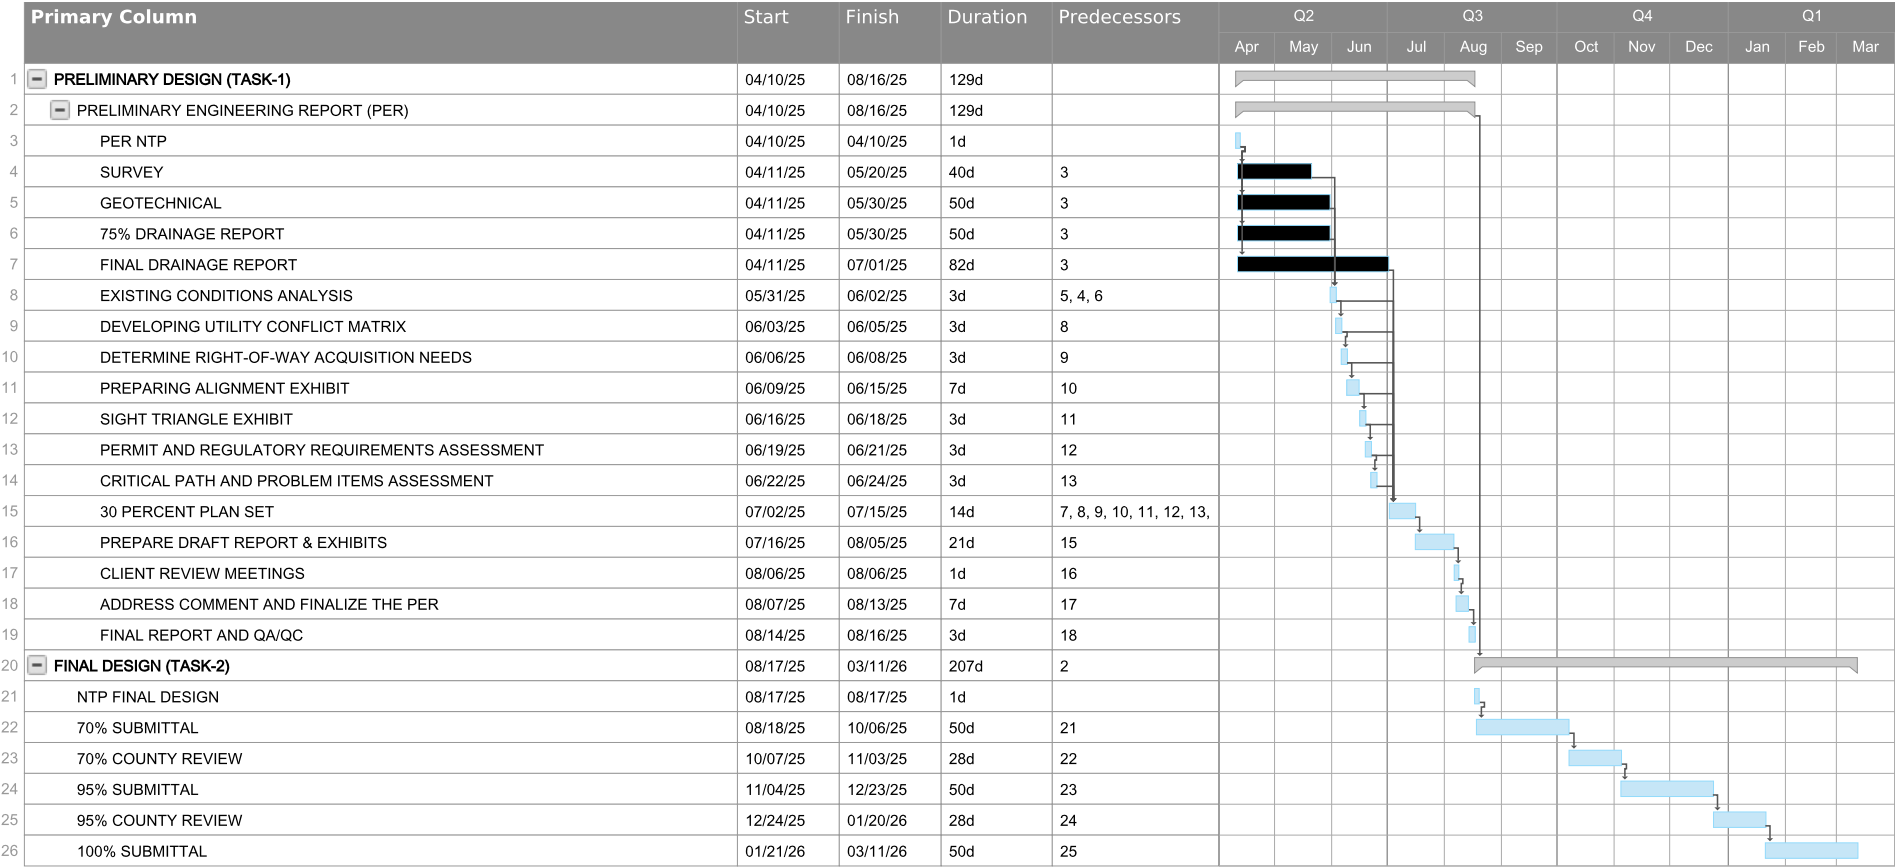 Primary Column Start Finish Duration Predecessors Q2 Q3 Q4 Q1
Apr May Jun Jul Aug Sep Oct Nov Dec Jan Feb Mar
1 PRELIMINARY DESIGN (TASK-1) 04/10/25 08/16/25 129d
2 PRELIMINARY ENGINEERING REPORT (PER) 04/10/25 08/16/25 129d
3 PER NTP 04/10/25 04/10/25 1d
4 SURVEY 04/11/25 05/20/25 40d 3
5 GEOTECHNICAL 04/11/25 05/30/25 50d 3
6 75% DRAINAGE REPORT 04/11/25 05/30/25 50d 3
7 FINAL DRAINAGE REPORT 04/11/25 07/01/25 82d 3
8 EXISTING CONDITIONS ANALYSIS 05/31/25 06/02/25 3d 5, 4, 6
9 DEVELOPING UTILITY CONFLICT MATRIX 06/03/25 06/05/25 3d 8
10 DETERMINE RIGHT-OF-WAY ACQUISITION NEEDS 06/06/25 06/08/25 3d 9
11 PREPARING ALIGNMENT EXHIBIT 06/09/25 06/15/25 7d 10
12 SIGHT TRIANGLE EXHIBIT 06/16/25 06/18/25 3d 11
13 PERMIT AND REGULATORY REQUIREMENTS ASSESSMENT 06/19/25 06/21/25 3d 12
14 CRITICAL PATH AND PROBLEM ITEMS ASSESSMENT 06/22/25 06/24/25 3d 13
15 30 PERCENT PLAN SET 07/02/25 07/15/25 14d 7, 8, 9, 10, 11, 12, 13,
16 PREPARE DRAFT REPORT & EXHIBITS 07/16/25 08/05/25 21d 15
17 CLIENT REVIEW MEETINGS 08/06/25 08/06/25 1d 16
18 ADDRESS COMMENT AND FINALIZE THE PER 08/07/25 08/13/25 7d 17
19 FINAL REPORT AND QA/QC 08/14/25 08/16/25 3d 18
20 FINAL DESIGN (TASK-2) 08/17/25 03/11/26 207d 2
21 NTP FINAL DESIGN 08/17/25 08/17/25 1d
22 70% SUBMITTAL 08/18/25 10/06/25 50d 21
23 70% COUNTY REVIEW 10/07/25 11/03/25 28d 22
24 95% SUBMITTAL 11/04/25 12/23/25 50d 23
25 95% COUNTY REVIEW 12/24/25 01/20/26 28d 24
26 100% SUBMITTAL 01/21/26 03/11/26 50d 25